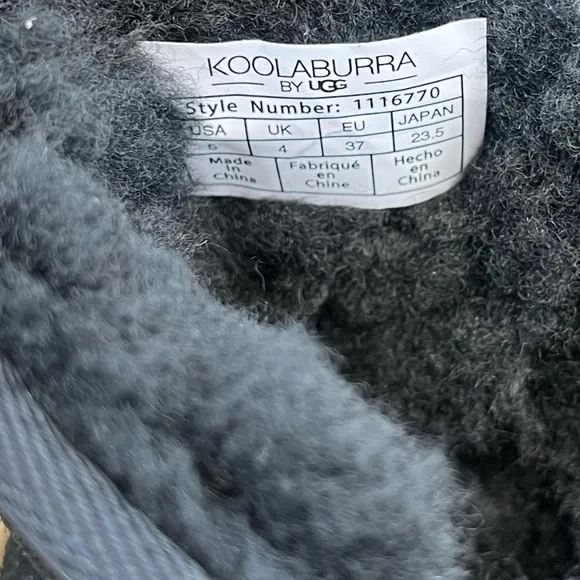 KOOLABURRA
BY UGG
Style Number: 1116770
USA UK EU JAPAN
5 4 37 23.5
Made in China Fabriqué en Chine Hecho en China